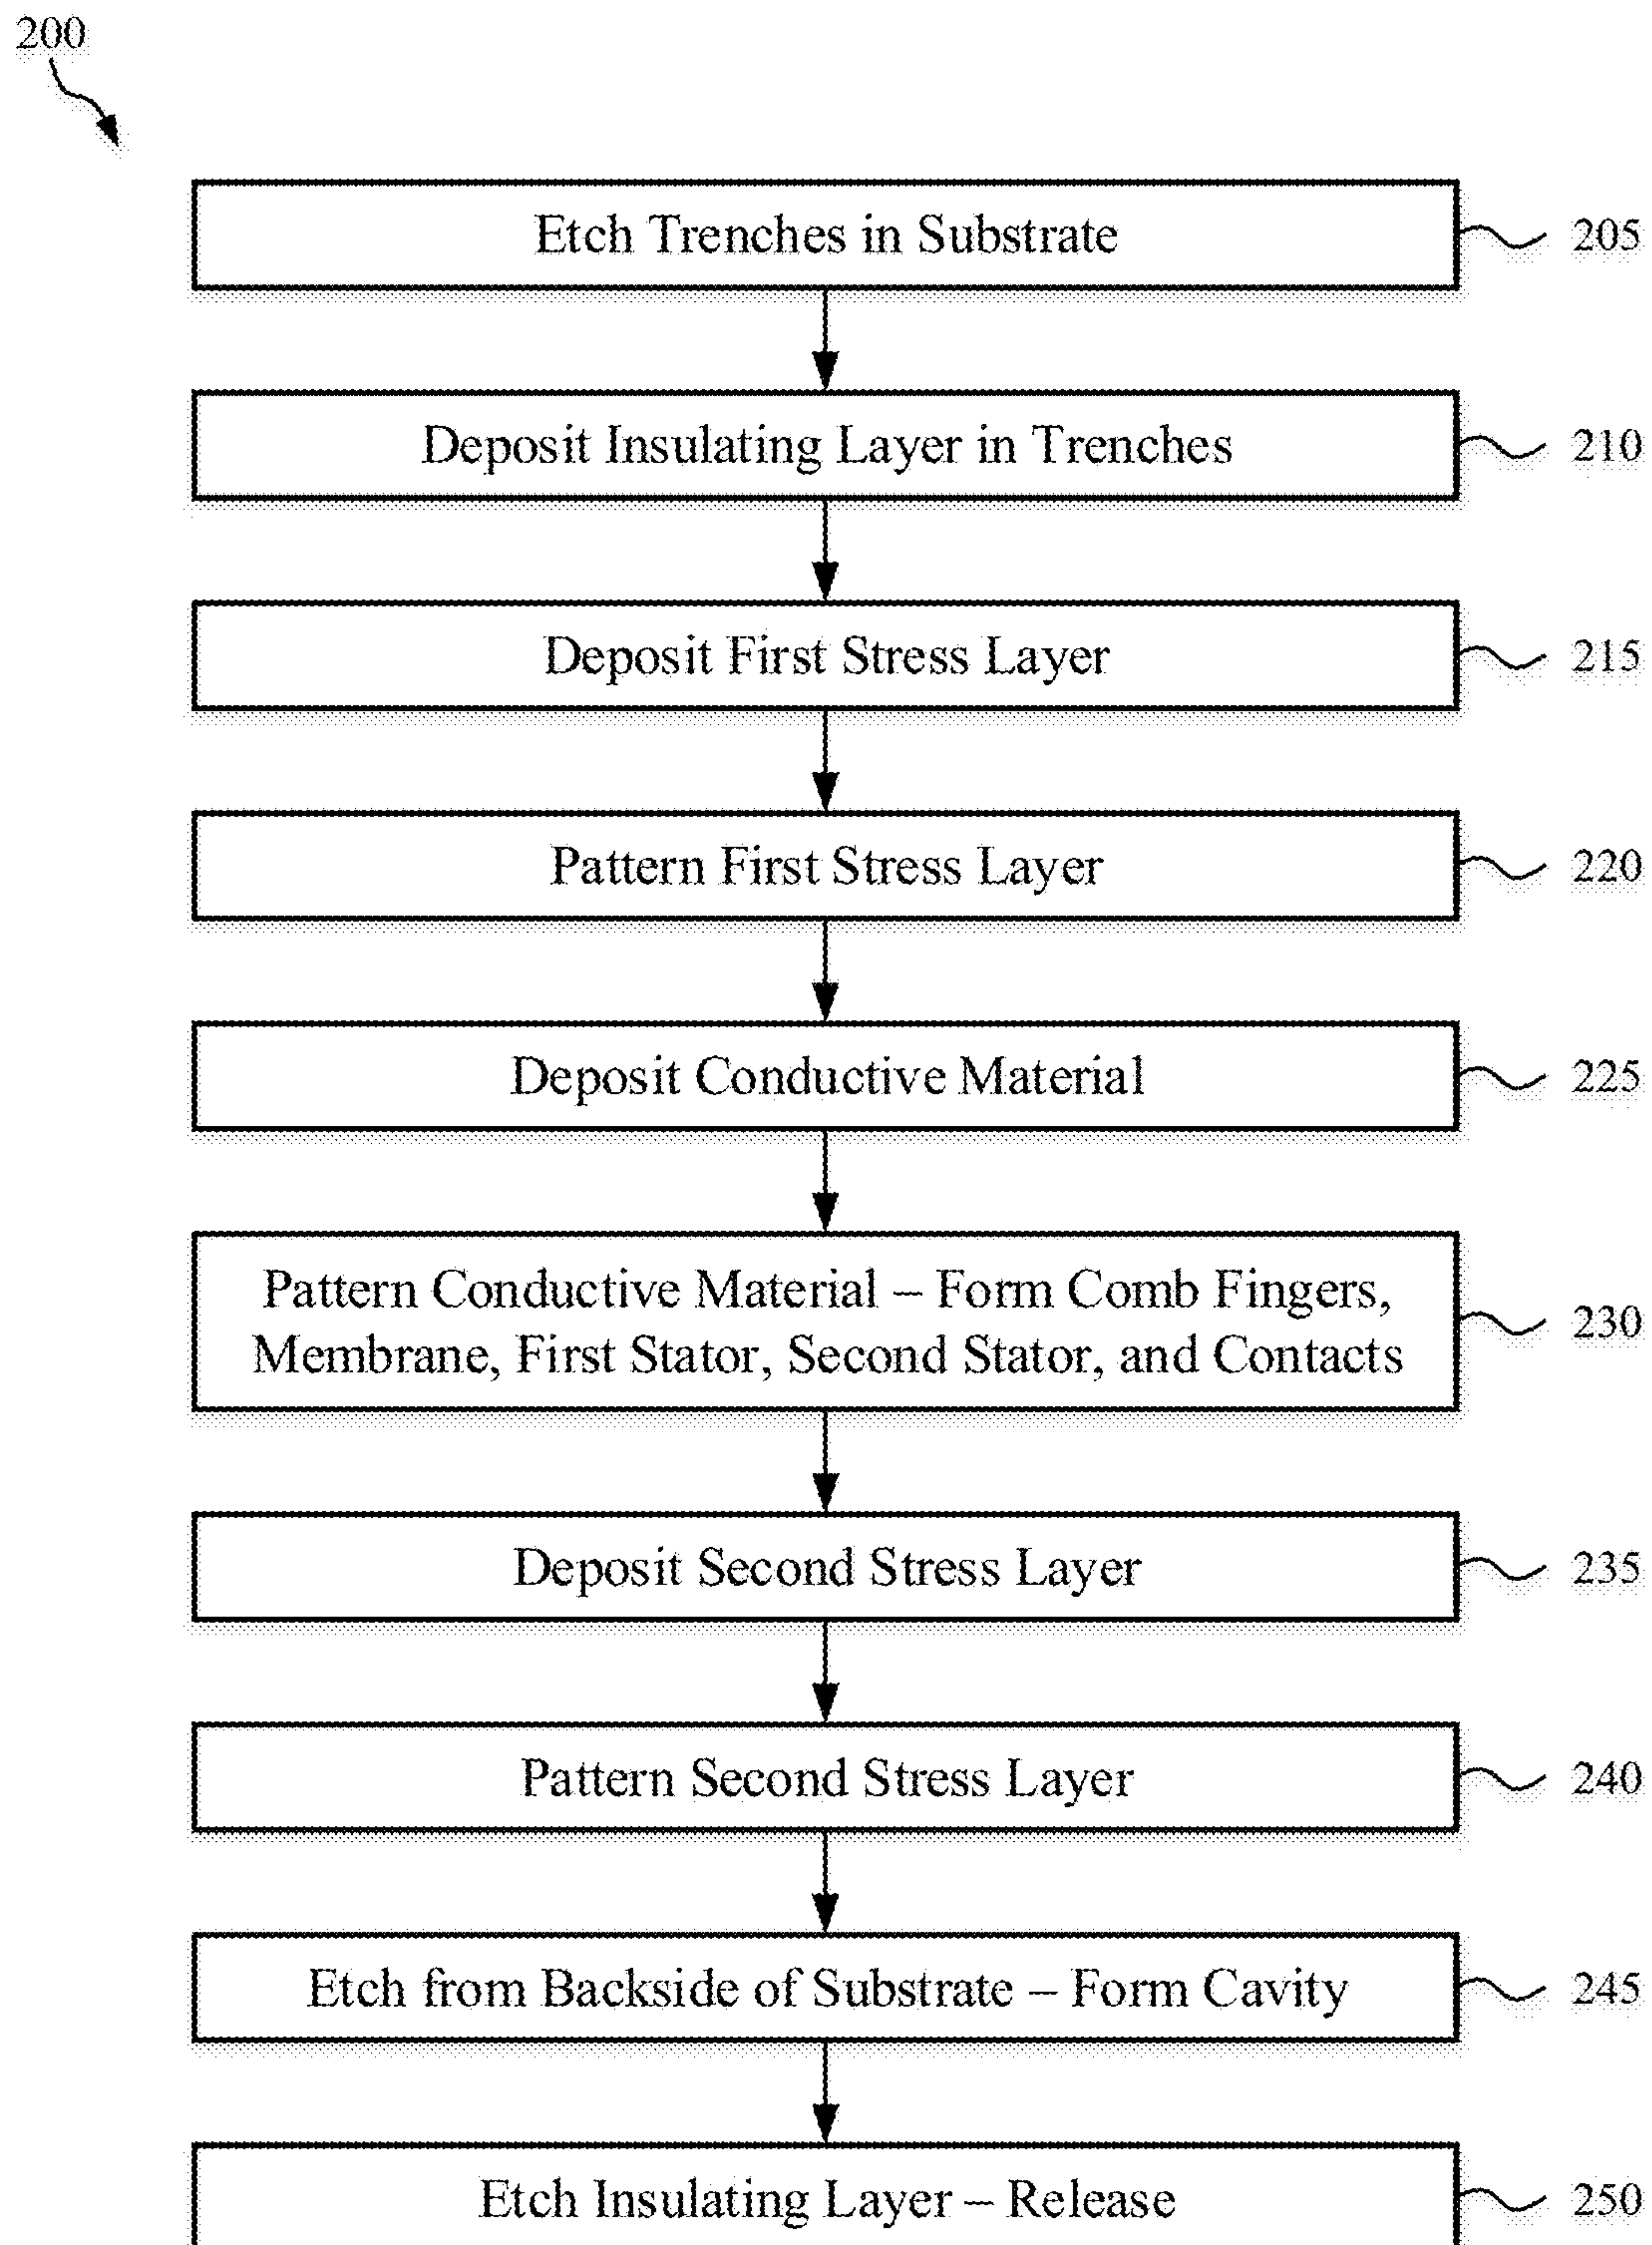 200
Etch Trenches in Substrate 205
Deposit Insulating Layer in Trenches 210
Deposit First Stress Layer 215
Pattern First Stress Layer 220
Deposit Conductive Material 225
Pattern Conductive Material – Form Comb Fingers,
Membrane, First Stator, Second Stator, and Contacts 230
Deposit Second Stress Layer 235
Pattern Second Stress Layer 240
Etch from Backside of Substrate – Form Cavity 245
Etch Insulating Layer – Release 250